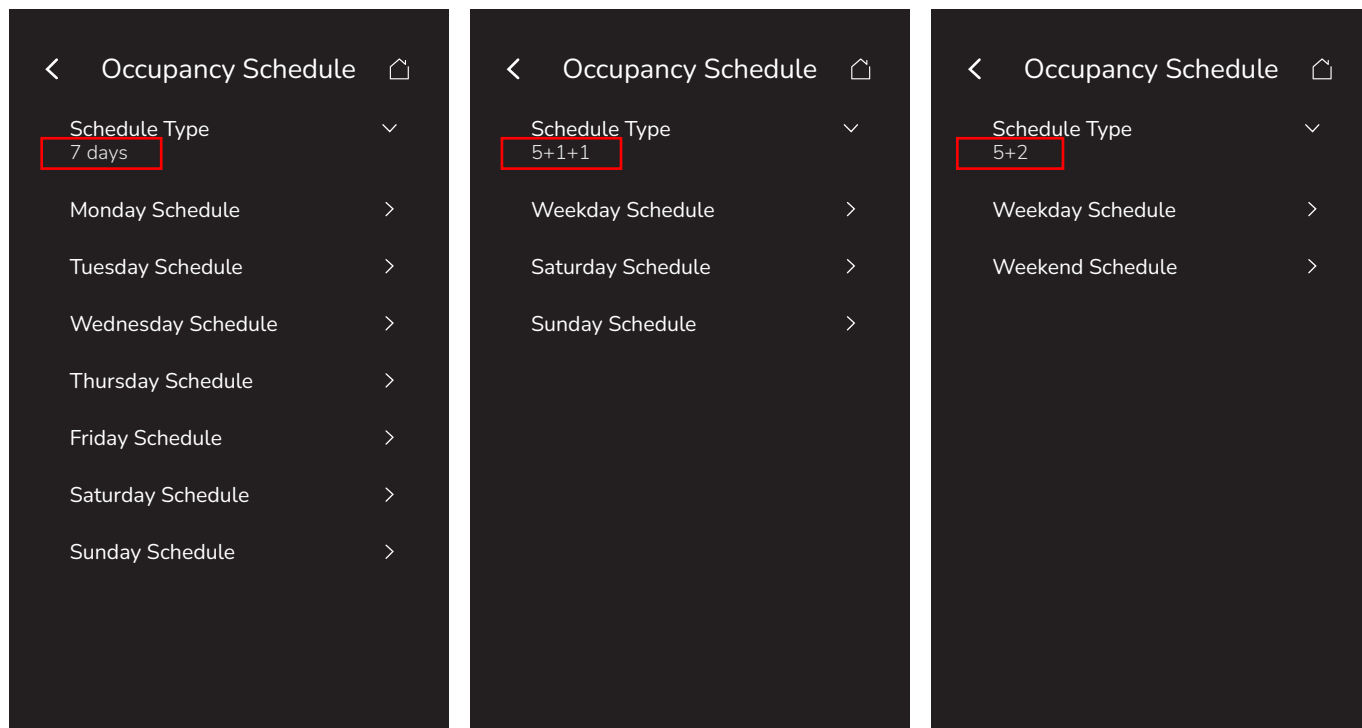 Occupancy Schedule
Schedule Type
7 days
Monday Schedule
Tuesday Schedule
Wednesday Schedule
Thursday Schedule
Friday Schedule
Saturday Schedule
Sunday Schedule
Occupancy Schedule
Schedule Type
5+1+1
Weekday Schedule
Saturday Schedule
Sunday Schedule
Occupancy Schedule
Schedule Type
5+2
Weekday Schedule
Weekend Schedule